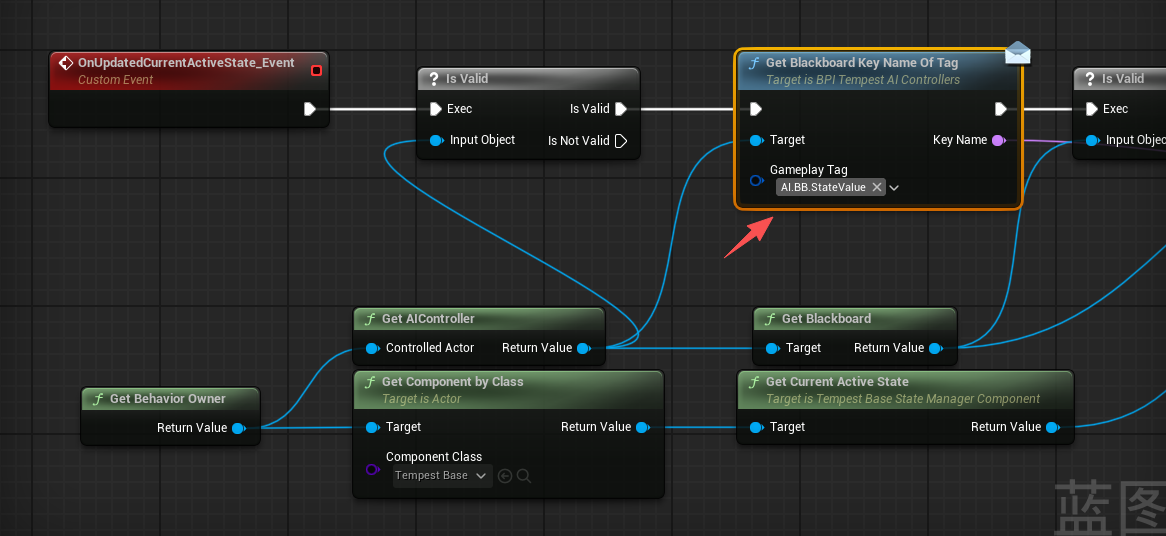 OnUpdatedCurrentActiveState_Event
Custom Event
Is Valid
Exec
Is Valid
Input Object
Is Not Valid
Get Blackboard Key Name Of Tag
Target is BPI Tempest AI Controllers
Target
Key Name
Gameplay Tag
AI.BB.StateValue
Is Valid
Exec
Input Objec
Get AIController
Controlled Actor
Return Value
Get Blackboard
Target
Return Value
Get Behavior Owner
Return Value
Get Component by Class
Target is Actor
Target
Return Value
Component Class
Tempest Base
Get Current Active State
Target is Tempest Base State Manager Component
Target
Return Value
蓝图